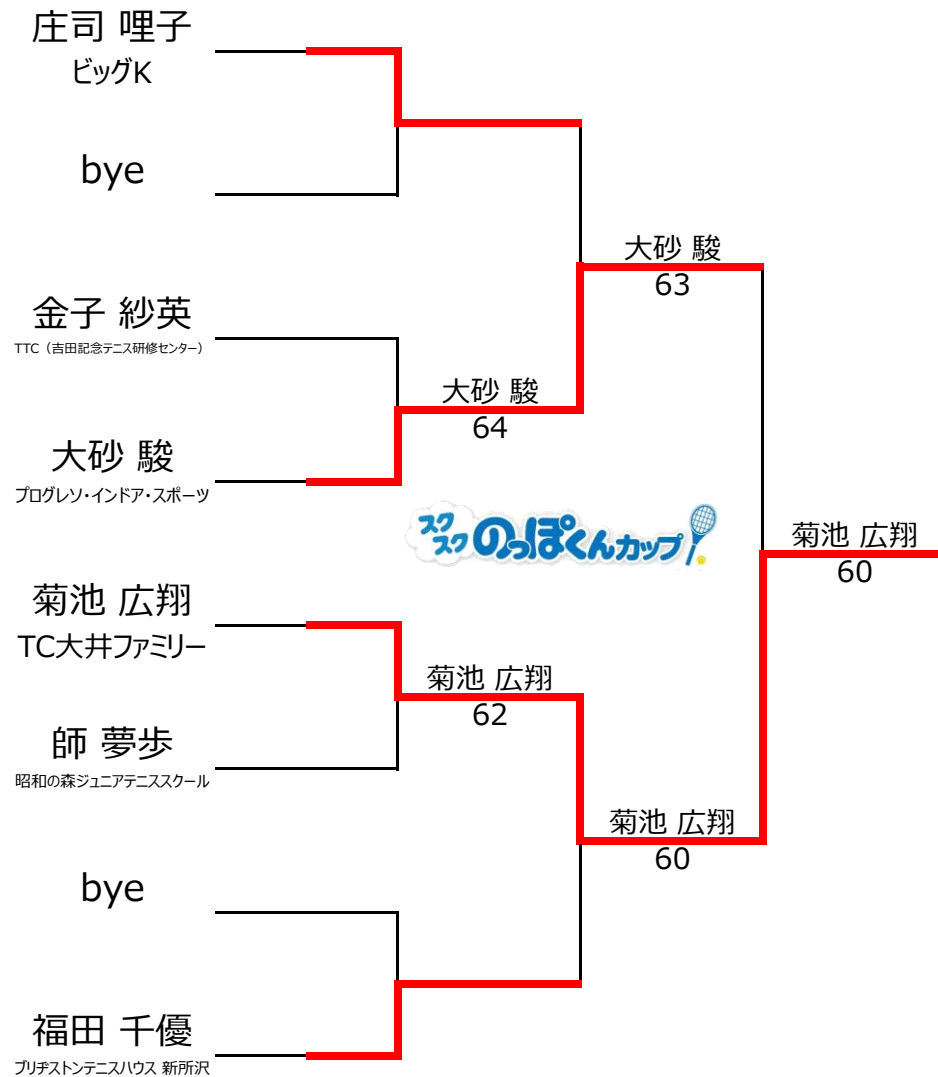 庄司 哩子
ビッグK
bye
大砂 駿
63
金子 紗英
TTC（吉田記念テニス研修センター）
大砂 駿
64
大砂 駿
プログレソ・インドア・スポーツ
スクスク のっぽくんカップ!
菊池 広翔
60
菊池 広翔
TC大井ファミリー
菊池 広翔
62
師 夢歩
昭和の森ジュニアテニススクール
菊池 広翔
60
bye
福田 千優
ブリヂストンテニスハウス 新所沢